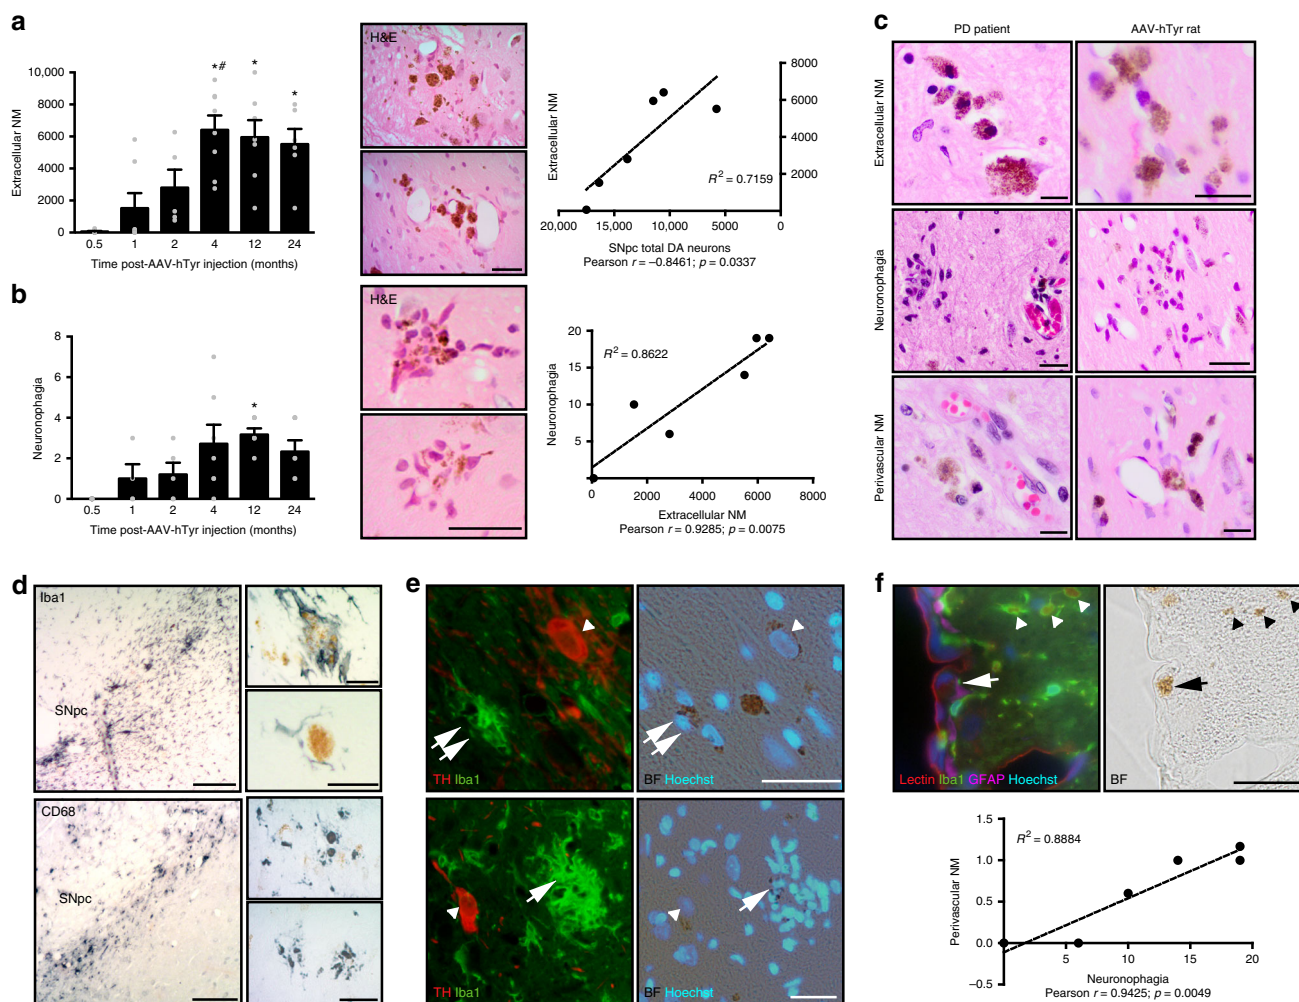 a
10,000
8000
6000
4000
2000
0
Extracellular NM
*#
*
*
0.5 1 2 4 12 24
Time post-AAV-hTyr injection (months)
H&E
Extracellular NM
8000
6000
4000
2000
R² = 0.7159
20,000 15,000 10,000 5000 0
SNpc total DA neurons
Pearson r = –0.8461; p = 0.0337
b
8
6
4
2
0
Neuronophagia
*
0.5 1 2 4 12 24
Time post-AAV-hTyr injection (months)
H&E
20
15
10
5
Neuronophagia
R² = 0.8622
0 2000 4000 6000 8000
Extracellular NM
Pearson r = 0.9285; p = 0.0075
c
PD patient AAV-hTyr rat
Extracellular NM
Neuronophagia
Perivascular NM
d
Iba1
SNpc
CD68
SNpc
e
TH Iba1
BF Hoechst
TH Iba1
BF Hoechst
f
Lectin Iba1 GFAP Hoechst
BF
1.5
1.0
0.5
0.0
–0.5
Perivascular NM
R² = 0.8884
5 10 15 20
Neuronophagia
Pearson r = 0.9425; p = 0.0049